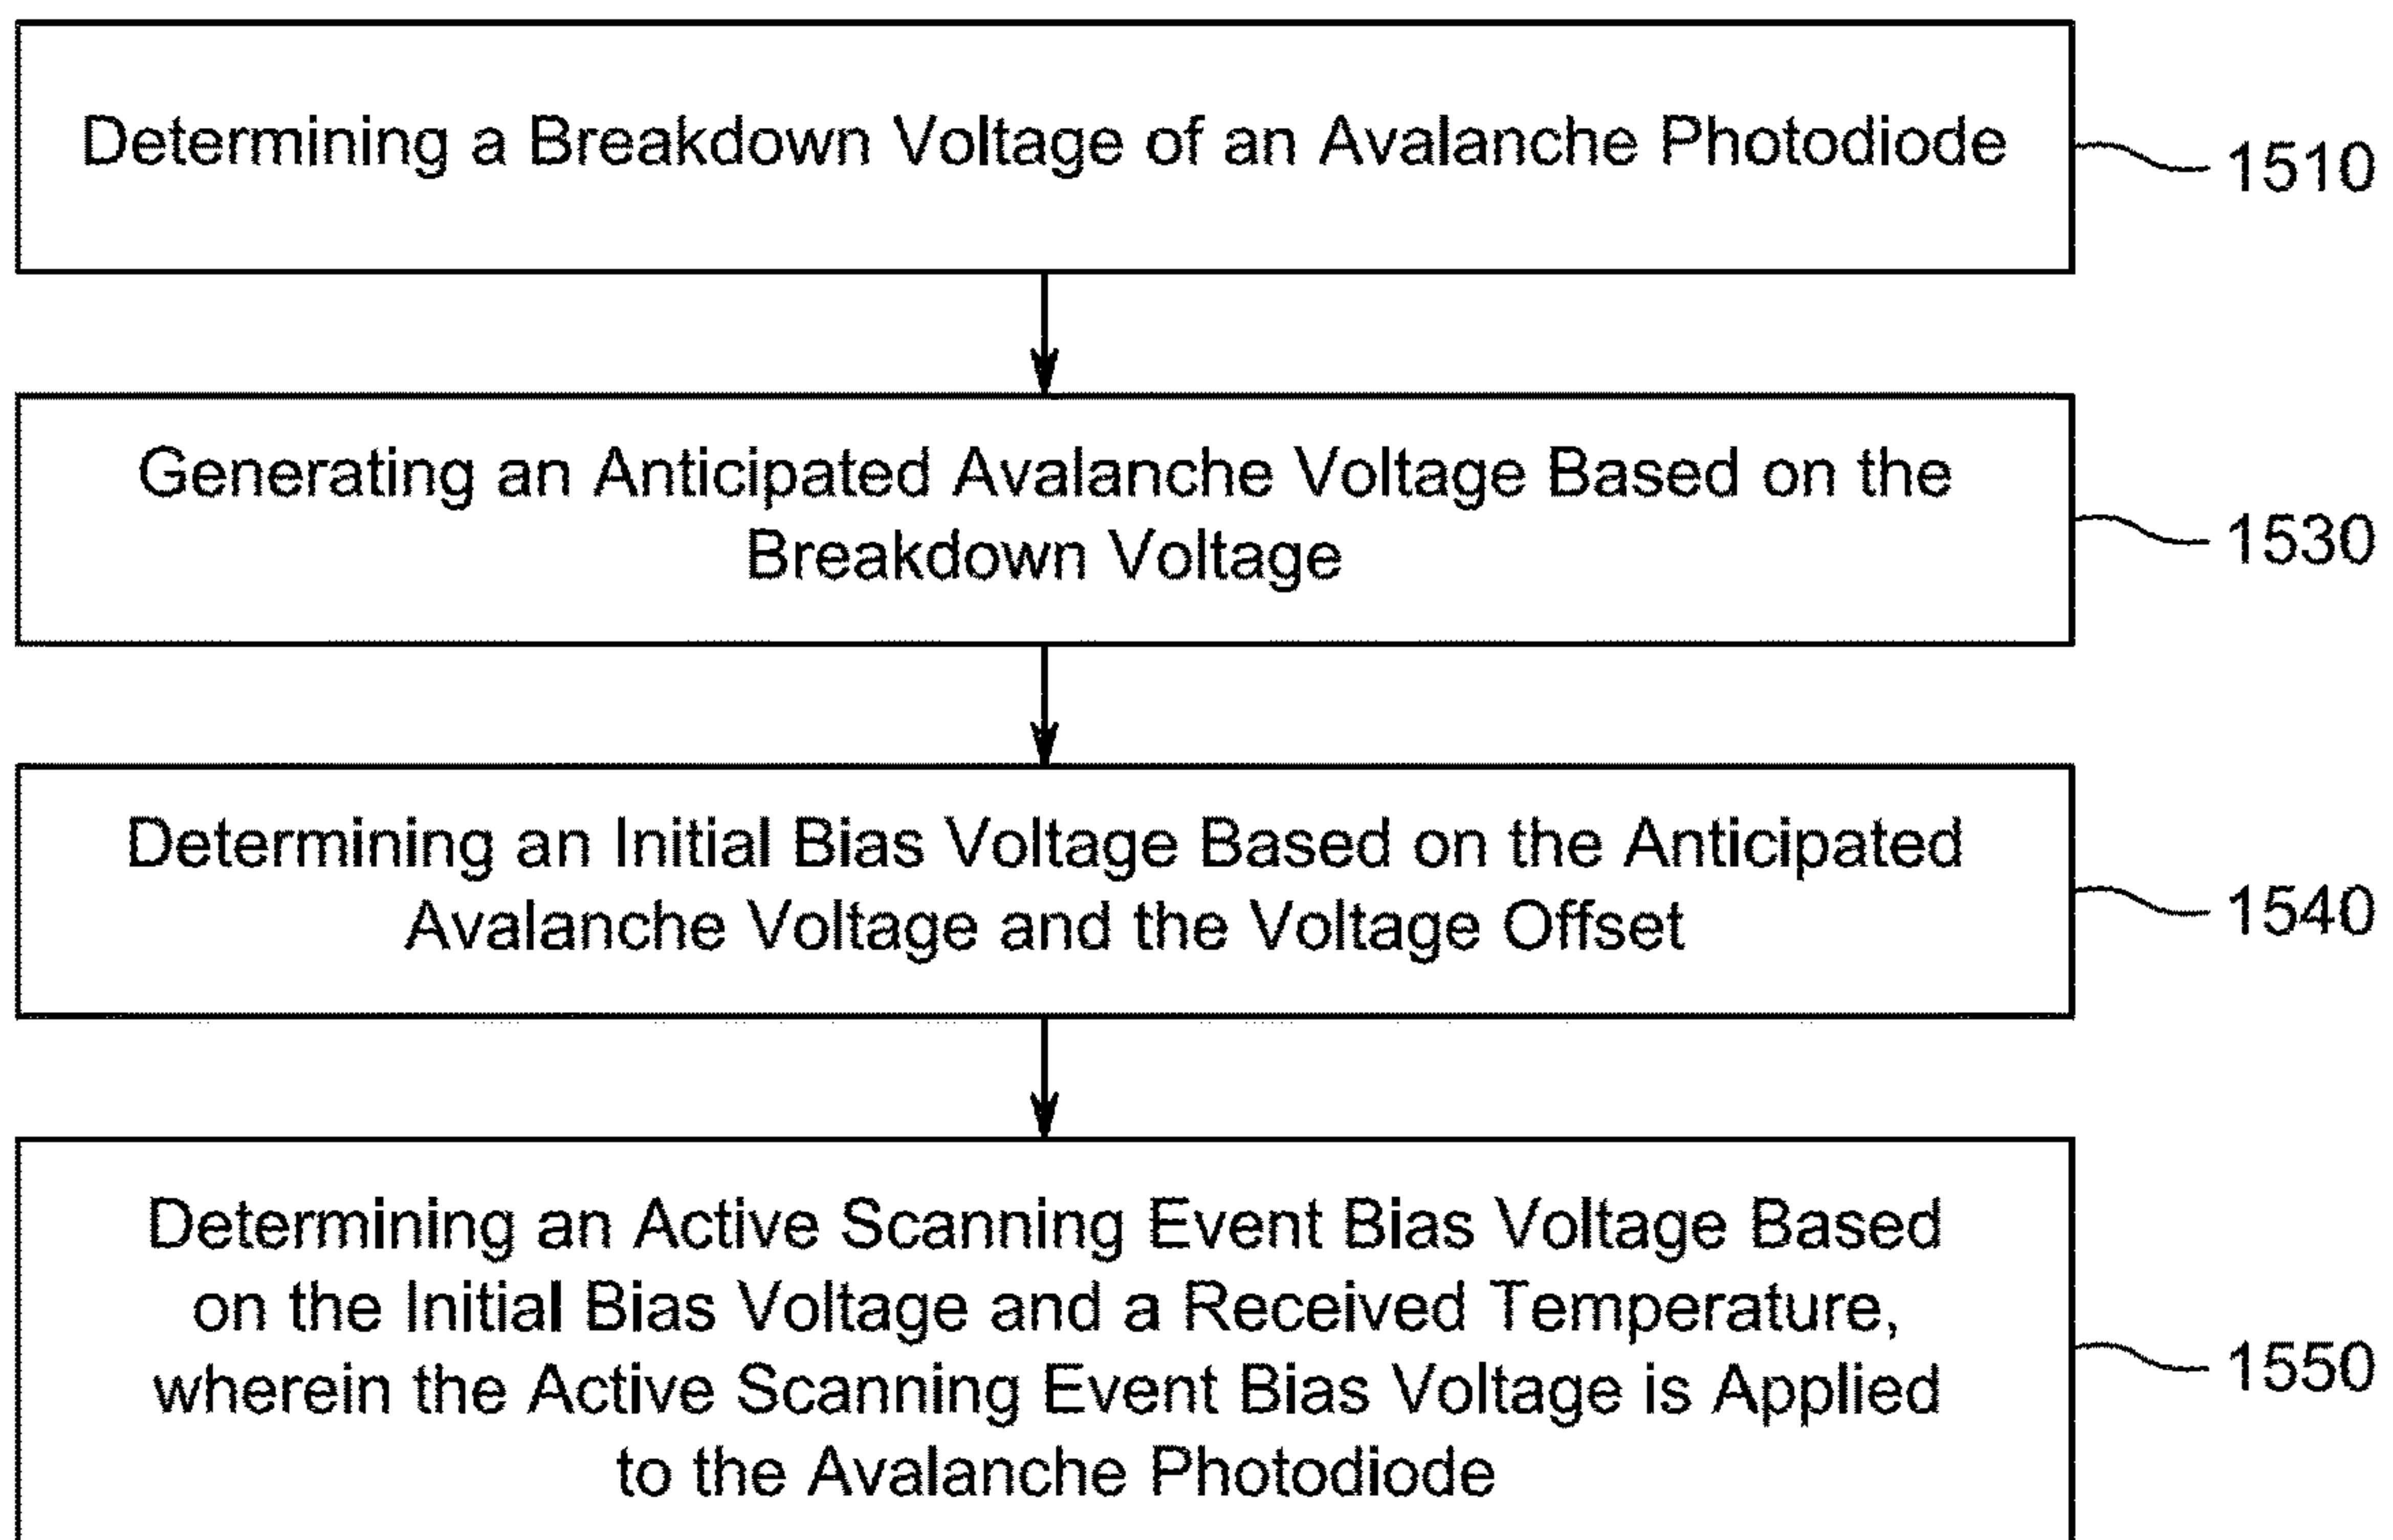 Determining a Breakdown Voltage of an Avalanche Photodiode
1510
Generating an Anticipated Avalanche Voltage Based on the
Breakdown Voltage
1530
Determining an Initial Bias Voltage Based on the Anticipated
Avalanche Voltage and the Voltage Offset
1540
Determining an Active Scanning Event Bias Voltage Based
on the Initial Bias Voltage and a Received Temperature,
wherein the Active Scanning Event Bias Voltage is Applied
to the Avalanche Photodiode
1550